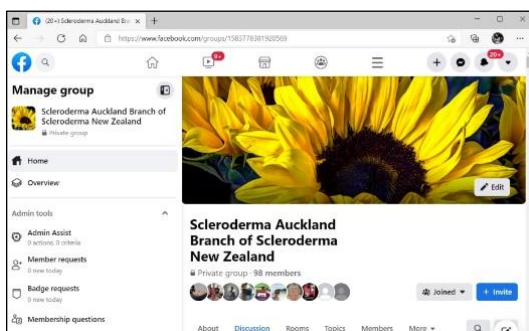 (20+) Scleroderma Auckland Bra
https://www.facebook.com/groups/1585778381920569
9+
20+
Manage group
Scleroderma Auckland Branch of
Scleroderma New Zealand
Private group
Home
Overview
Admin tools
Admin Assist
0 actions, 0 criteria
Member requests
0 new today
Badge requests
0 new today
Membership questions
Edit
Scleroderma Auckland
Branch of Scleroderma
New Zealand
Private group · 98 members
Joined
+ Invite
About Discussion Rooms Topics Members More